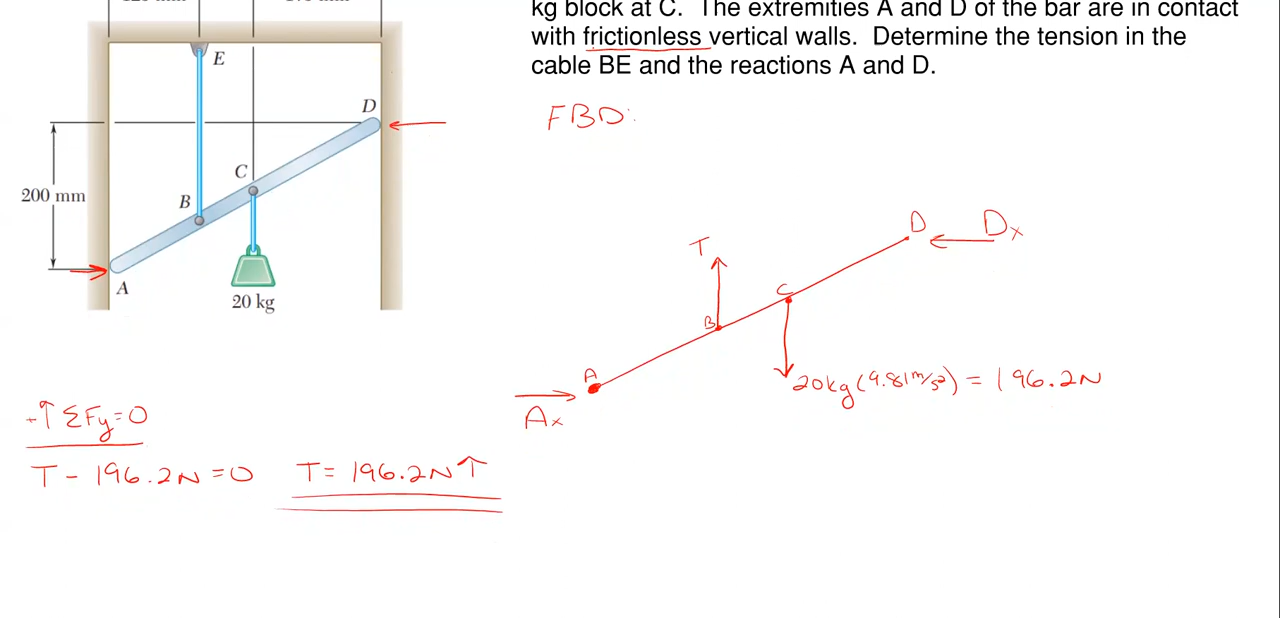 kg block at C. The extremities A and D of the bar are in contact
with frictionless vertical walls. Determine the tension in the
cable BE and the reactions A and D.
E
D
C
200 mm
B
A
20 kg
FBD:
T
D
Dx
C
B
A
20kg(9.81m/s²) = 196.2N
Ax
+↑ΣFy=0
T - 196.2N = 0 T = 196.2N↑